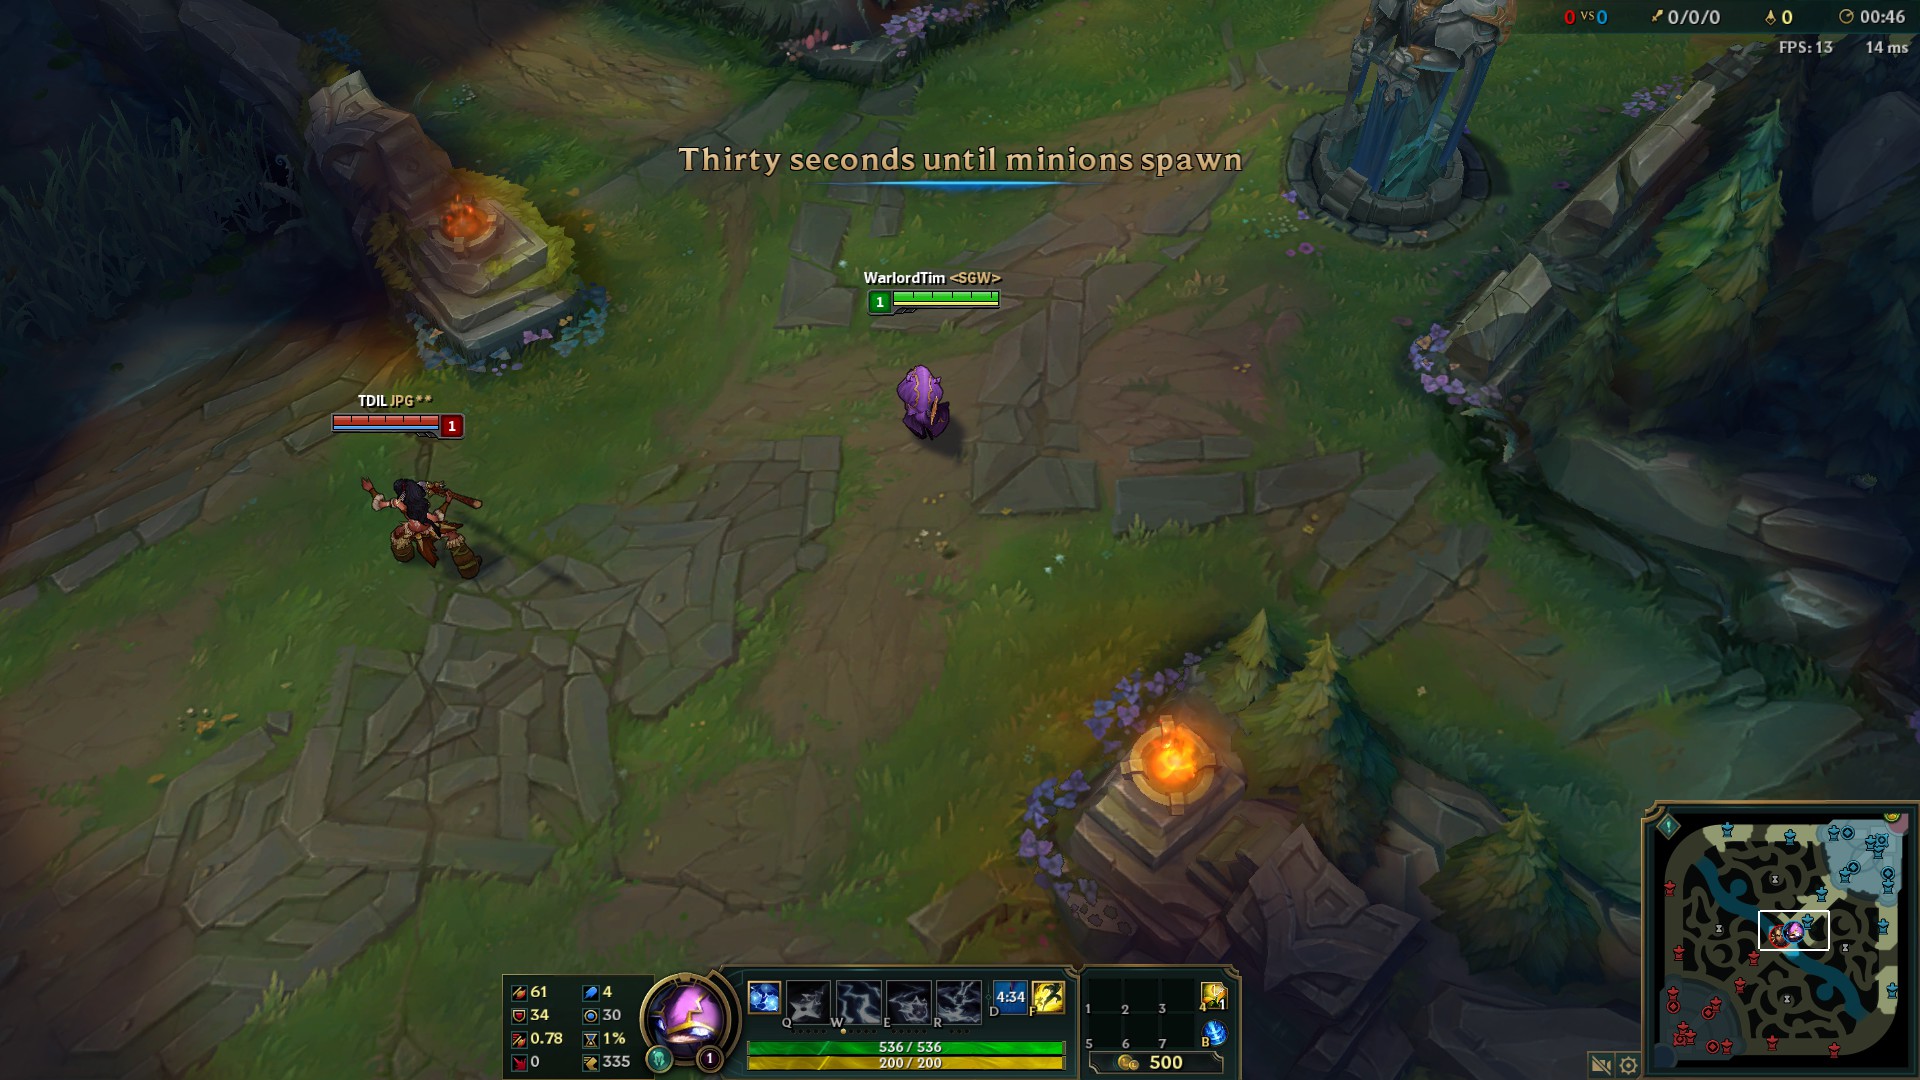 0 VS 0 0/0/0 0 00:46
FPS: 13 14 ms
Thirty seconds until minions spawn
WarlordTim <SGW>
1
TDIL JPG**
1
61 4
34 30
0.78 1%
0 335
1
Q W E R
4:34
D F
536 / 536
200 / 200
1 2 3 4 1
5 6 7 B
500